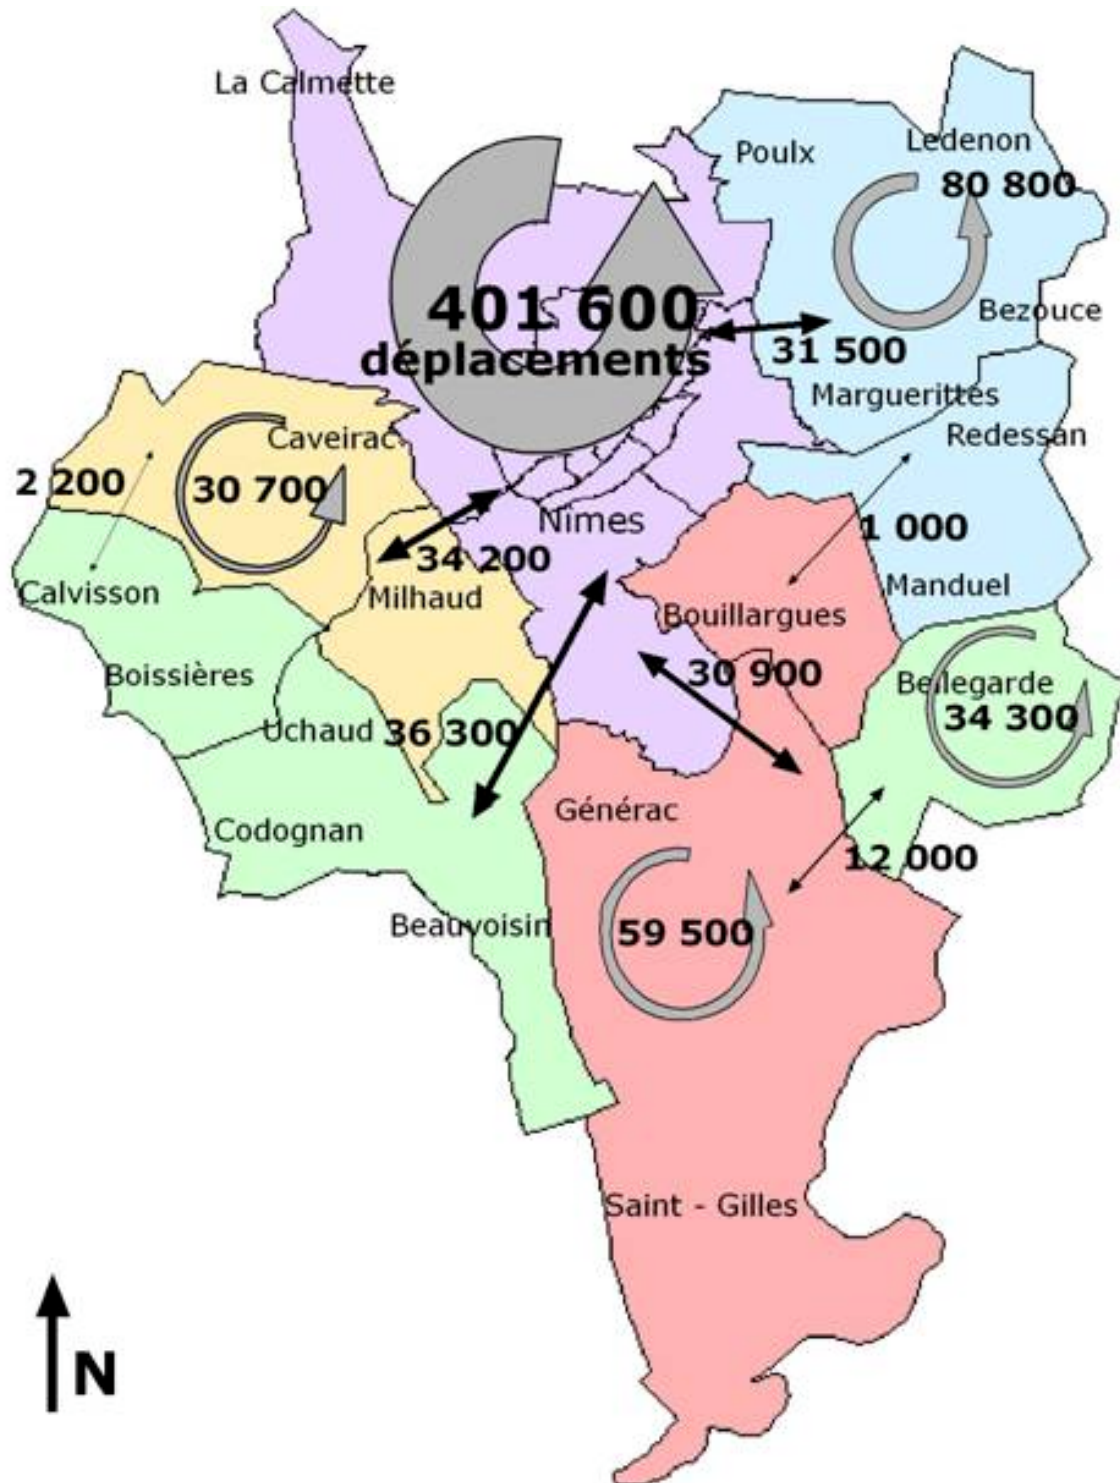 La Calmette
Poulx
Ledenon
80 800
Bezouce
401 600
déplacements
31 500
Marguerittes
Redessan
Caveirac
2 200
30 700
Nimes
34 200
1 000
Calvisson
Milhaud
Manduel
Bouillargues
Boissières
30 900
Bellegarde
34 300
Uchaud
36 300
Générac
Codognan
12 000
Beauvoisin
59 500
Saint - Gilles
N